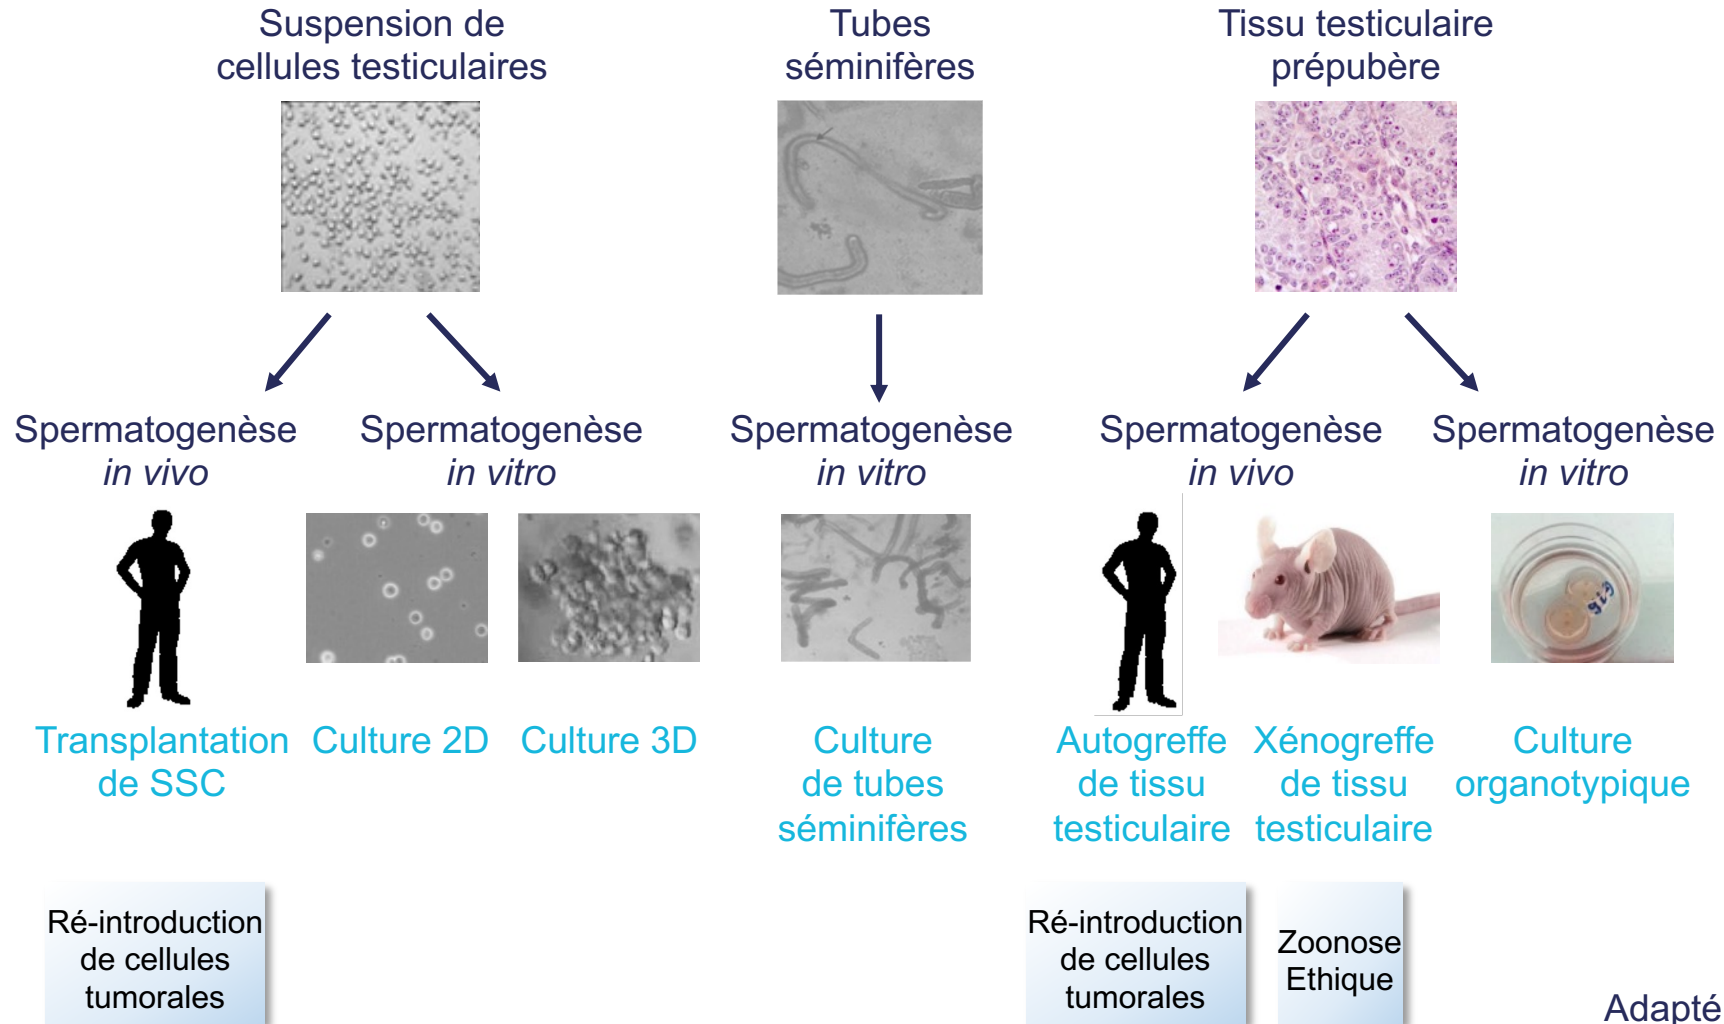 Suspension de
cellules testiculaires
Tubes
séminifères
Tissu testiculaire
prépubère
Spermatogenèse
in vivo
Spermatogenèse
in vitro
Spermatogenèse
in vitro
Spermatogenèse
in vivo
Spermatogenèse
in vitro
gig
Transplantation
de SSC
Culture 2D
Culture 3D
Culture
de tubes
séminifères
Autogreffe
de tissu
testiculaire
Xénogreffe
de tissu
testiculaire
Culture
organotypique
Ré-introduction
de cellules
tumorales
Ré-introduction
de cellules
tumorales
Zoonose
Ethique
Adapté